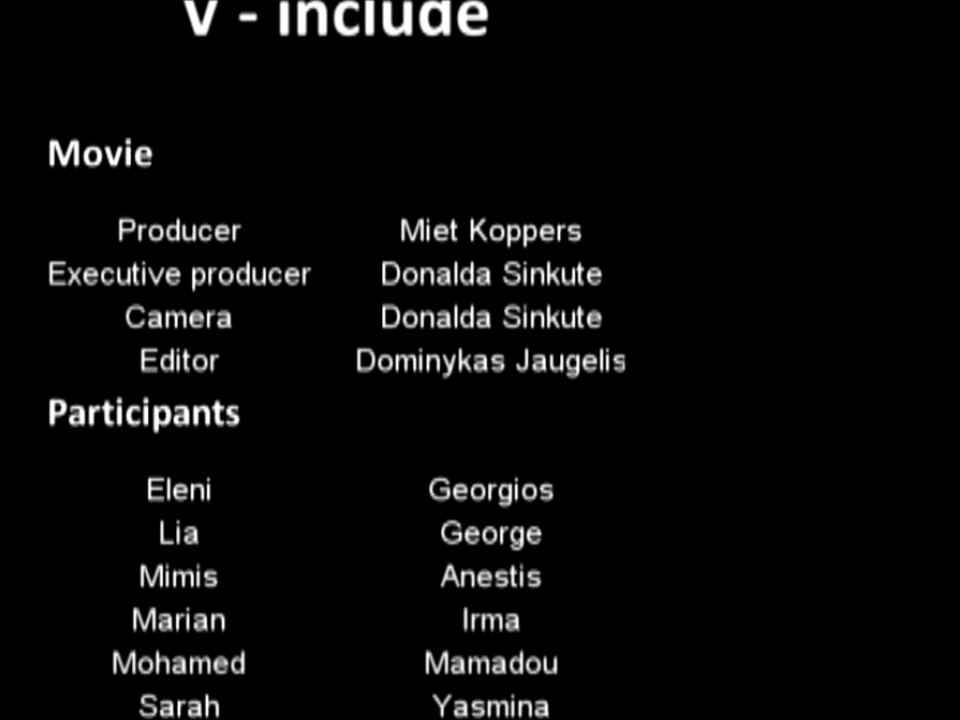 V - include
Movie
Producer Miet Koppers
Executive producer Donalda Sinkute
Camera Donalda Sinkute
Editor Dominykas Jaugelis
Participants
Eleni Georgios
Lia George
Mimis Anestis
Marian Irma
Mohamed Mamadou
Sarah Yasmina